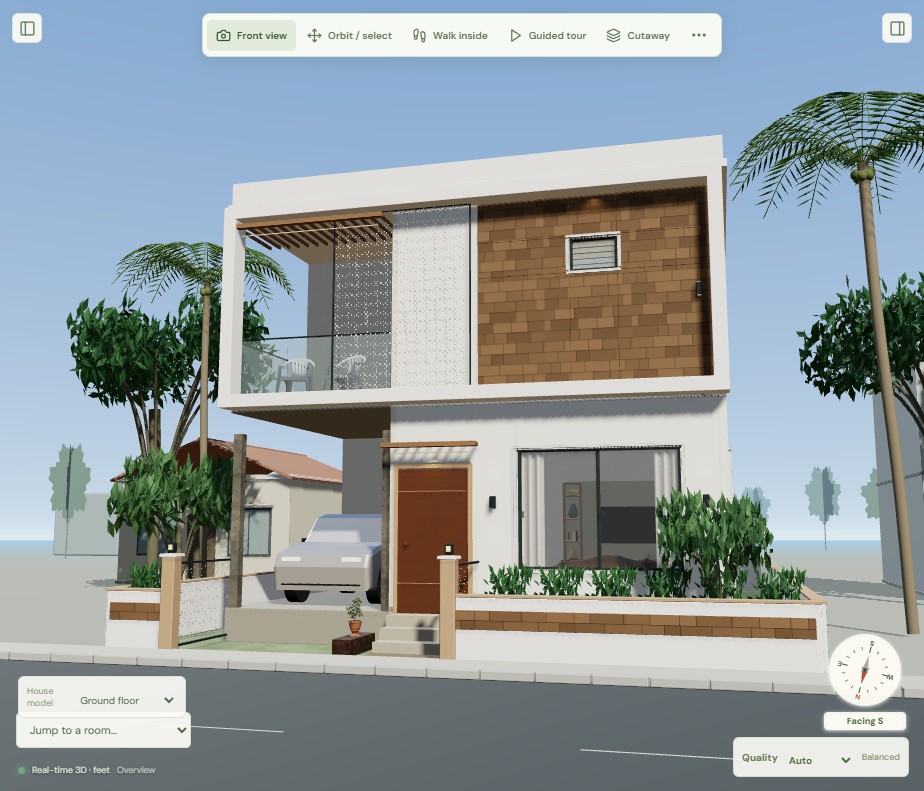 Front view
Orbit / select
Walk inside
Guided tour
Cutaway
House
model
Ground floor
Jump to a room...
Real-time 3D · feet Overview
S
W
N
Facing S
Quality
Auto
Balanced